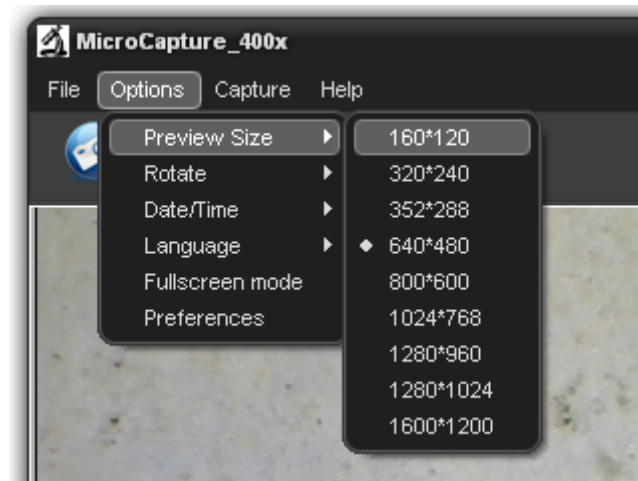 MicroCapture_400x
File Options Capture Help
Preview Size
Rotate
Date/Time
Language
Fullscreen mode
Preferences
160*120
320*240
352*288
640*480
800*600
1024*768
1280*960
1280*1024
1600*1200